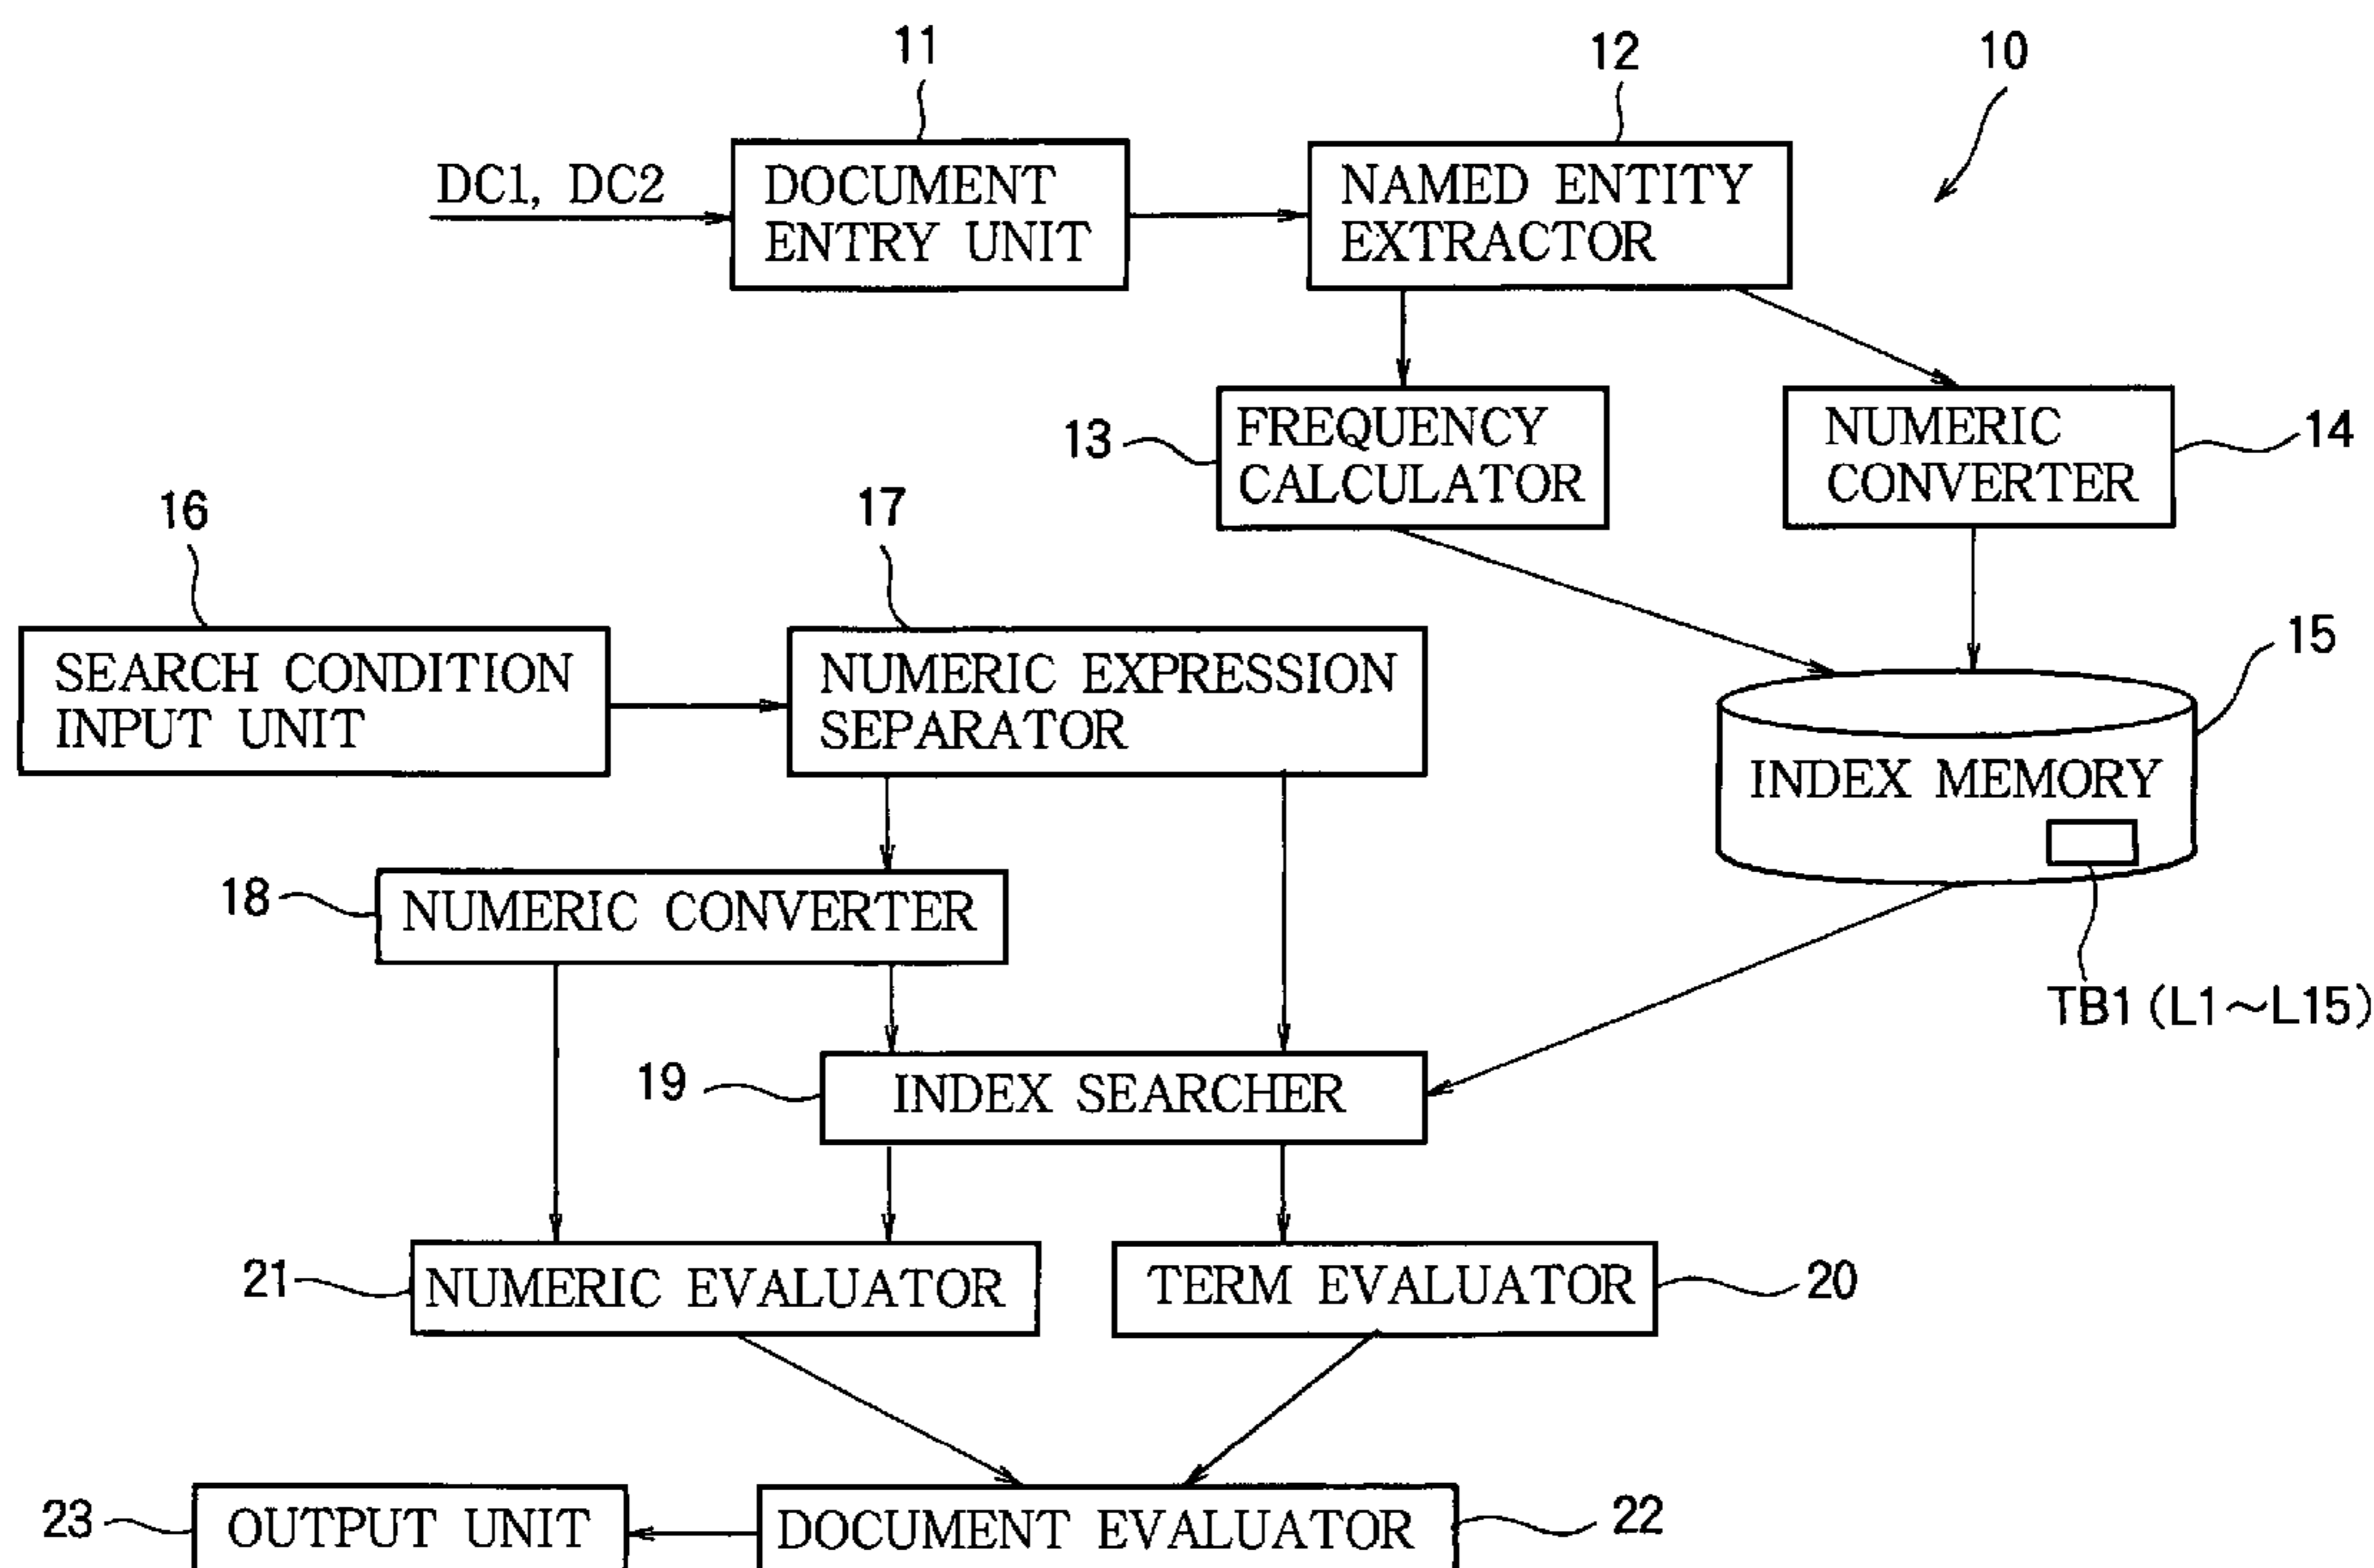 11
12
10
DC1, DC2
DOCUMENT
ENTRY UNIT
NAMED ENTITY
EXTRACTOR
13
FREQUENCY
CALCULATOR
NUMERIC
CONVERTER
14
16
17
SEARCH CONDITION
INPUT UNIT
NUMERIC EXPRESSION
SEPARATOR
15
INDEX MEMORY
18
NUMERIC CONVERTER
TB1 (L1～L15)
19
INDEX SEARCHER
21
NUMERIC EVALUATOR
TERM EVALUATOR
20
23
OUTPUT UNIT
DOCUMENT EVALUATOR
22